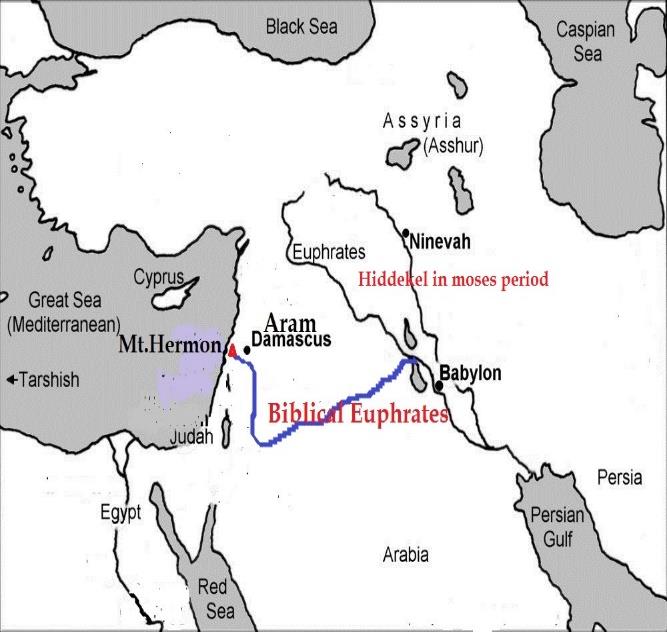 Black Sea
Caspian
Sea
Assyria
(Asshur)
Ninevah
Euphrates
Hiddekel in moses period
Cyprus
Great Sea
(Mediterranean)
Aram
Damascus
Mt.Hermon
←Tarshish
Babylon
Biblical Euphrates
Judah
Persia
Egypt
Persian
Gulf
Arabia
Red
Sea